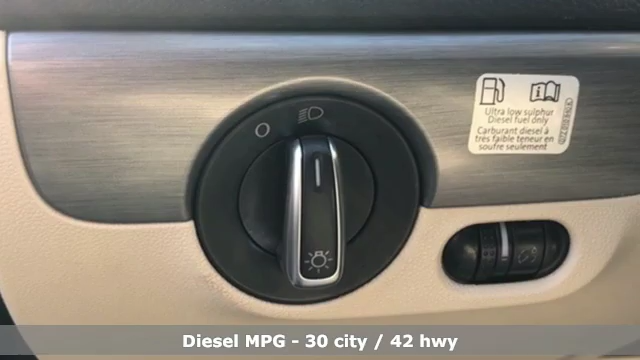 Ultra low sulphur
Diesel fuel only
Carburant diesel à
très faible teneur en
soufre seulement
Diesel MPG - 30 city / 42 hwy